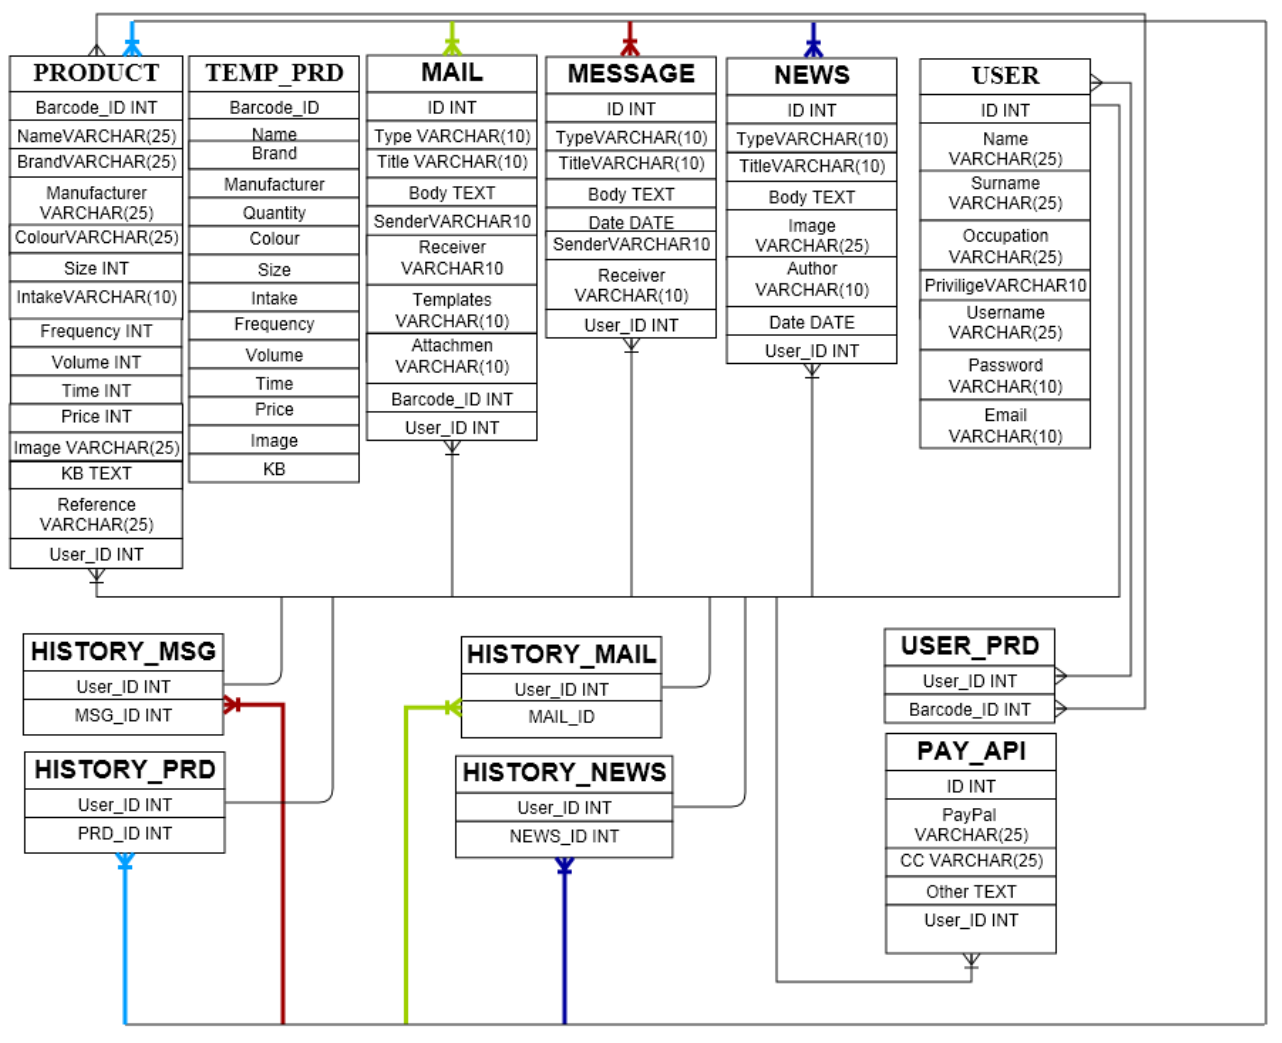 PRODUCT
Barcode_ID INT
NameVARCHAR(25)
BrandVARCHAR(25)
Manufacturer
VARCHAR(25)
ColourVARCHAR(25)
Size INT
IntakeVARCHAR(10)
Frequency INT
Volume INT
Time INT
Price INT
Image VARCHAR(25)
KB TEXT
Reference
VARCHAR(25)
User_ID INT
TEMP_PRD
Barcode_ID
Name
Brand
Manufacturer
Quantity
Colour
Size
Intake
Frequency
Volume
Time
Price
Image
KB
MAIL
ID INT
Type VARCHAR(10)
Title VARCHAR(10)
Body TEXT
SenderVARCHAR10
Receiver
VARCHAR10
Templates
VARCHAR(10)
Attachmen
VARCHAR(10)
Barcode_ID INT
User_ID INT
MESSAGE
ID INT
TypeVARCHAR(10)
TitleVARCHAR(10)
Body TEXT
Date DATE
SenderVARCHAR10
Receiver
VARCHAR(10)
User_ID INT
NEWS
ID INT
TypeVARCHAR(10)
TitleVARCHAR(10)
Body TEXT
Image
VARCHAR(25)
Author
VARCHAR(10)
Date DATE
User_ID INT
USER
ID INT
Name
VARCHAR(25)
Surname
VARCHAR(25)
Occupation
VARCHAR(25)
PriviligeVARCHAR10
Username
VARCHAR(25)
Password
VARCHAR(10)
Email
VARCHAR(10)
HISTORY_MSG
User_ID INT
MSG_ID INT
HISTORY_PRD
User_ID INT
PRD_ID INT
HISTORY_MAIL
User_ID INT
MAIL_ID
HISTORY_NEWS
User_ID INT
NEWS_ID INT
USER_PRD
User_ID INT
Barcode_ID INT
PAY_API
ID INT
PayPal
VARCHAR(25)
CC VARCHAR(25)
Other TEXT
User_ID INT